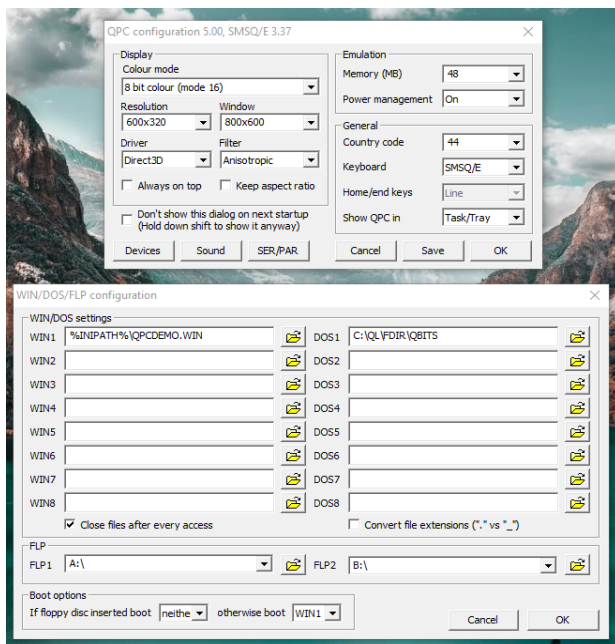 QPC configuration 5.00, SMSQ/E 3.37
Display
Colour mode
8 bit colour (mode 16)
Resolution Window
600x320 800x600
Driver Filter
Direct3D Anisotropic
Always on top Keep aspect ratio
Don't show this dialog on next startup
(Hold down shift to show it anyway)
Devices Sound SER/PAR
Emulation
Memory (MB) 48
Power management On
General
Country code 44
Keyboard SMSQ/E
Home/end keys Line
Show QPC in Task/Tray
Cancel Save OK
WIN/DOS/FLP configuration
WIN/DOS settings
WIN1 %INIPATH%\QPCDEMO.WIN DOS1 C:\QL\FDIR\QBITS
WIN2 DOS2
WIN3 DOS3
WIN4 DOS4
WIN5 DOS5
WIN6 DOS6
WIN7 DOS7
WIN8 DOS8
Close files after every access Convert file extensions ("." vs "_")
FLP
FLP1 A:\ FLP2 B:\
Boot options
If floppy disc inserted boot neithe otherwise boot WIN1
Cancel OK